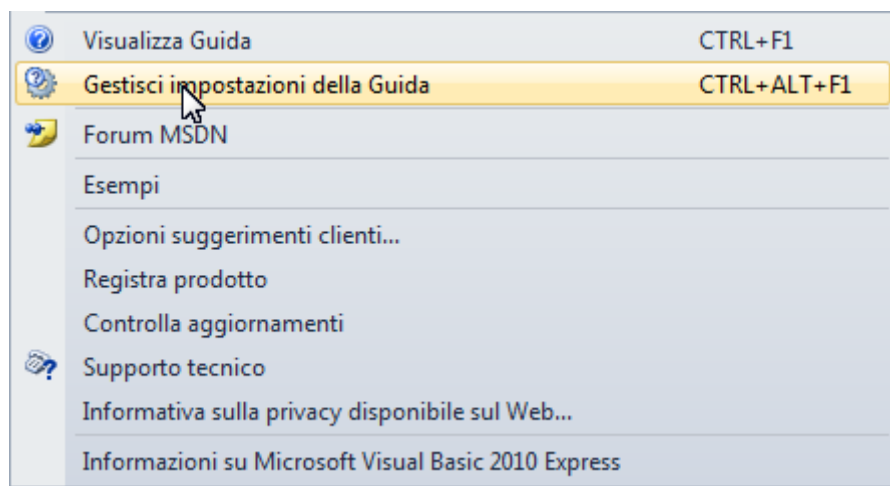 Visualizza Guida CTRL+F1
Gestisci impostazioni della Guida CTRL+ALT+F1
Forum MSDN
Esempi
Opzioni suggerimenti clienti...
Registra prodotto
Controlla aggiornamenti
Supporto tecnico
Informativa sulla privacy disponibile sul Web...
Informazioni su Microsoft Visual Basic 2010 Express